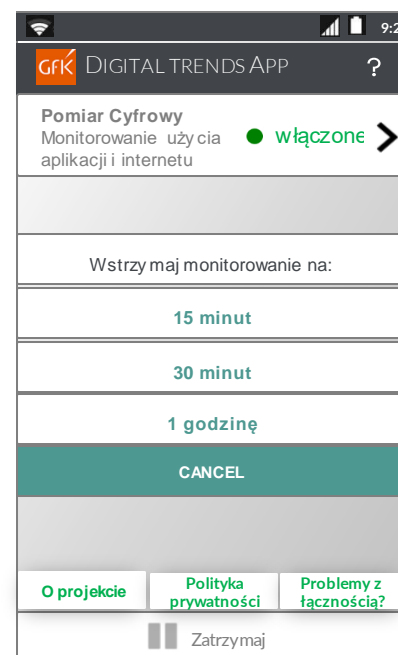 9:2
GfK DIGITAL TRENDS APP ?
Pomiar Cyfrowy
Monitorowanie użycia
aplikacji i internetu
włączone
Wstrzymaj monitorowanie na:
15 minut
30 minut
1 godzinę
CANCEL
O projekcie
Polityka
prywatności
Problemy z
łącznością?
Zatrzymaj